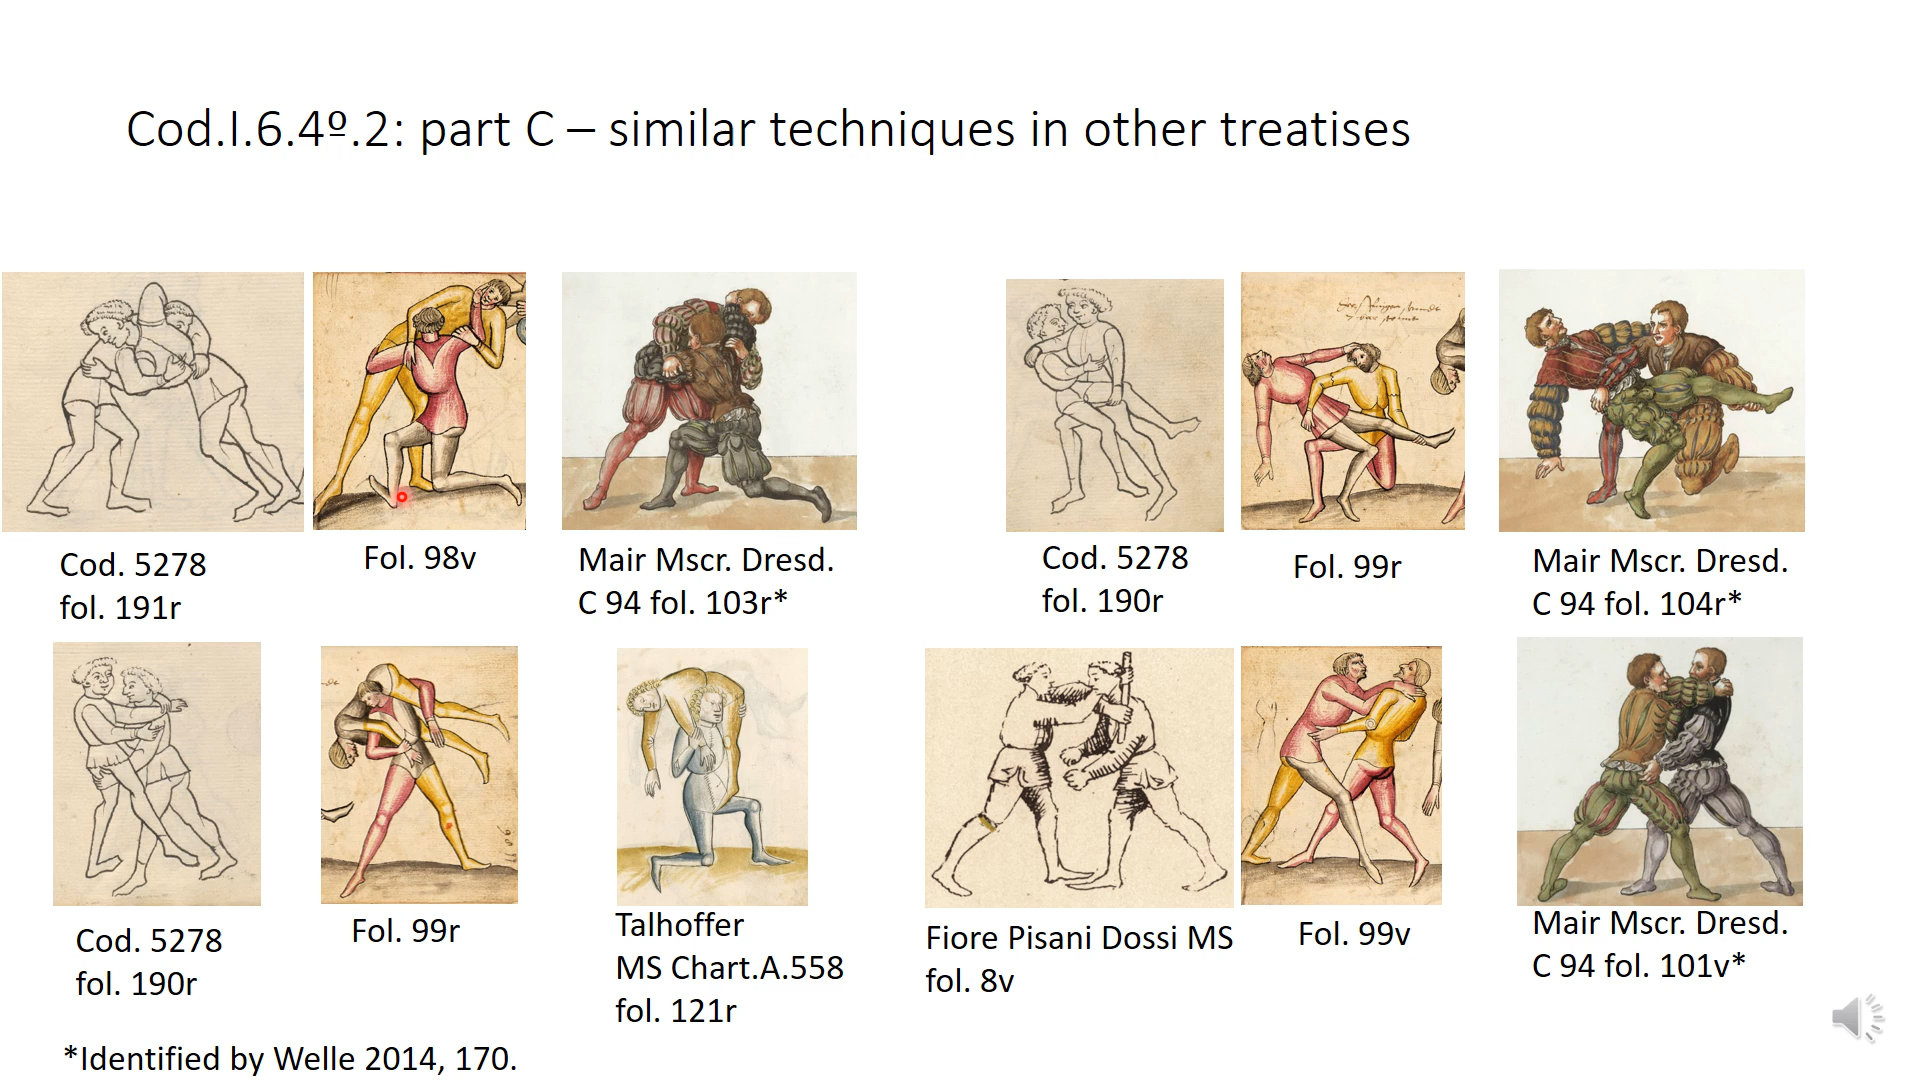 Cod.I.6.4º.2: part C – similar techniques in other treatises
Cod. 5278
fol. 191r
Fol. 98v
Mair Mscr. Dresd.
C 94 fol. 103r*
Cod. 5278
fol. 190r
Fol. 99r
Mair Mscr. Dresd.
C 94 fol. 104r*
Cod. 5278
fol. 190r
Fol. 99r
Talhoffer
MS Chart.A.558
fol. 121r
Fiore Pisani Dossi MS
fol. 8v
Fol. 99v
Mair Mscr. Dresd.
C 94 fol. 101v*
*Identified by Welle 2014, 170.